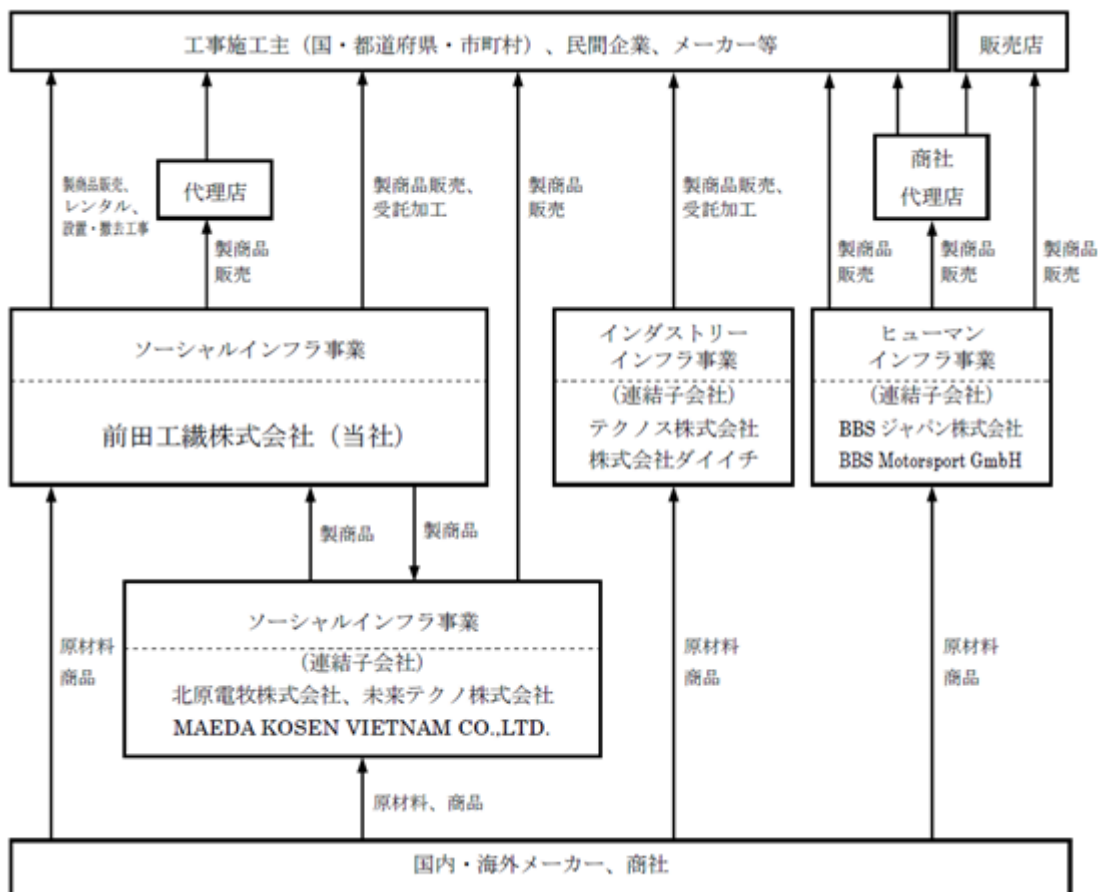 工事施工主（国・都道府県・市町村）、民間企業、メーカー等
販売店
製商品販売、
レンタル、
設置・撤去工事
代理店
製商品
販売
製商品販売、
受託加工
製商品
販売
製商品販売、
受託加工
商社
代理店
製商品
販売
製商品
販売
製商品
販売
ソーシャルインフラ事業
前田工繊株式会社（当社）
インダストリー
インフラ事業
（連結子会社）
テクノス株式会社
株式会社ダイイチ
ヒューマン
インフラ事業
（連結子会社）
BBS ジャパン株式会社
BBS Motorsport GmbH
製商品
製商品
ソーシャルインフラ事業
（連結子会社）
北原電牧株式会社、未来テクノ株式会社
MAEDA KOSEN VIETNAM CO.,LTD.
原材料
商品
原材料、商品
原材料
商品
原材料
商品
国内・海外メーカー、商社